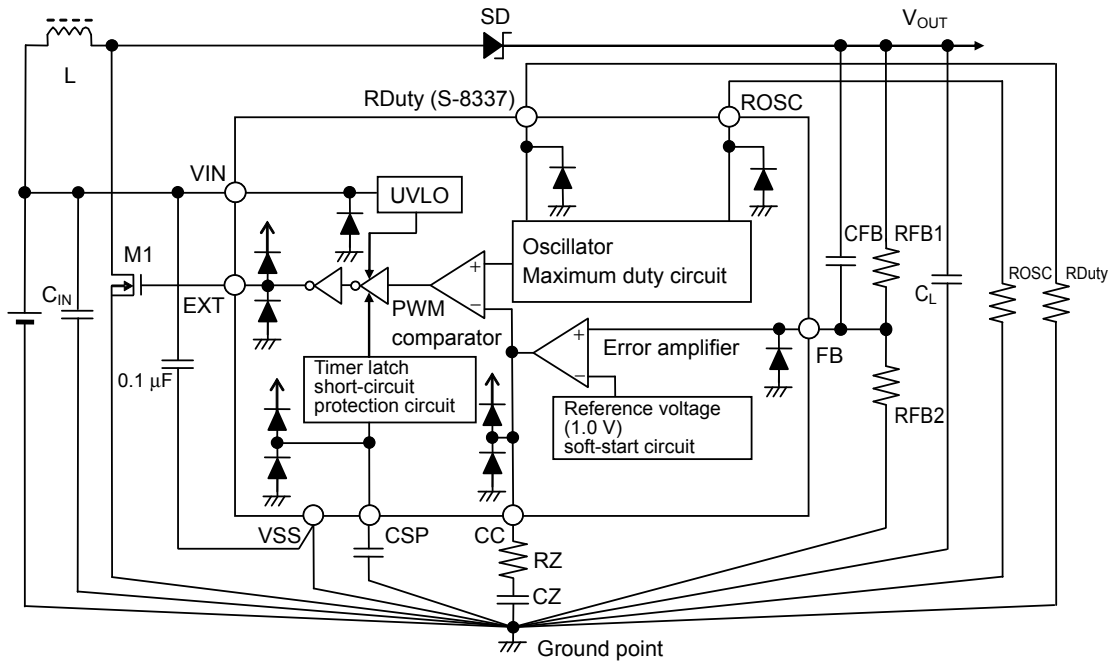 SD
VOUT
L
RDuty (S-8337)
ROSC
VIN
UVLO
M1
CIN
EXT
Oscillator
Maximum duty circuit
PWM
comparator
+
−
CFB
RFB1
CL
ROSC
RDuty
0.1 μF
Timer latch
short-circuit
protection circuit
+
−
Error amplifier
FB
Reference voltage
(1.0 V)
soft-start circuit
RFB2
VSS
CSP
CC
RZ
CZ
Ground point